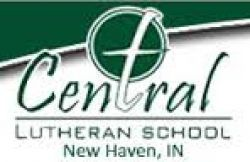 Central
LUTHERAN SCHOOL
New Haven, IN